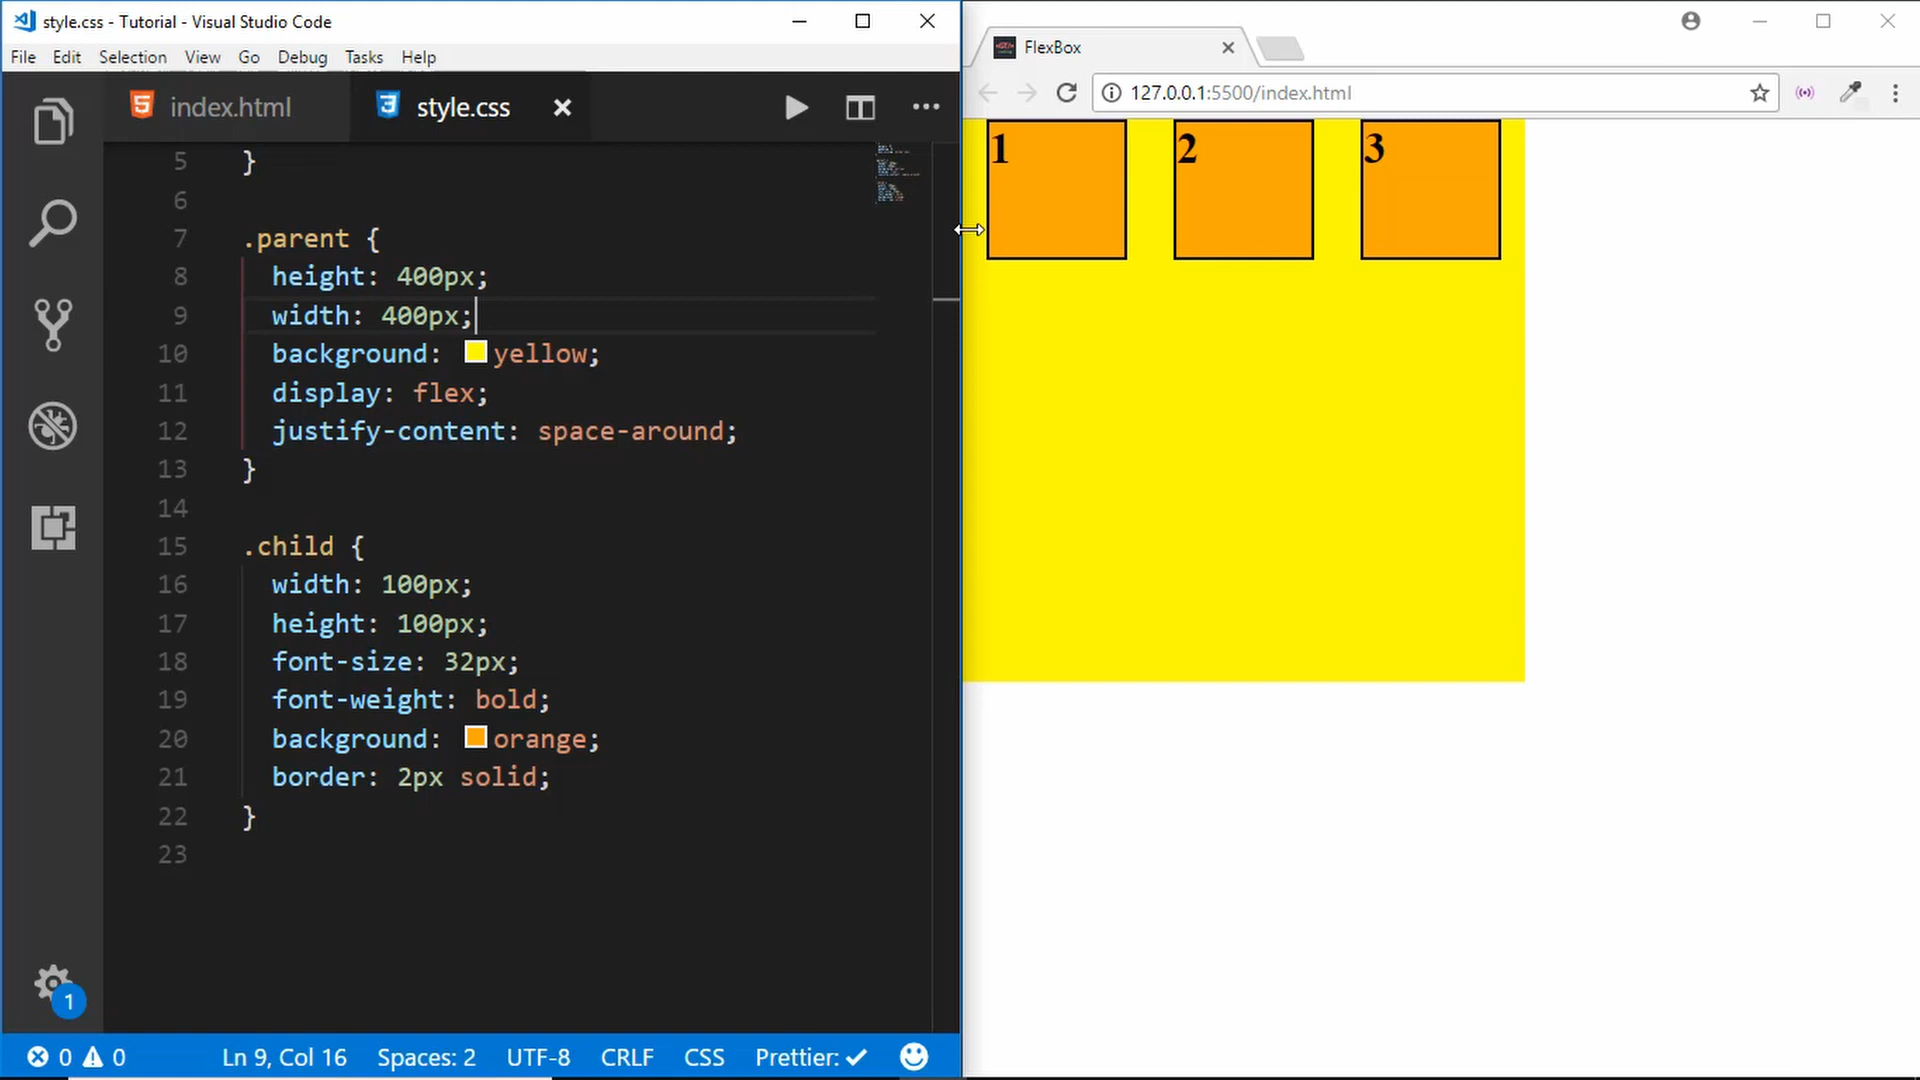 style.css - Tutorial - Visual Studio Code
File Edit Selection View Go Debug Tasks Help
index.html style.css
5 }
6
7 .parent {
8 height: 400px;
9 width: 400px;
10 background: yellow;
11 display: flex;
12 justify-content: space-around;
13 }
14
15 .child {
16 width: 100px;
17 height: 100px;
18 font-size: 32px;
19 font-weight: bold;
20 background: orange;
21 border: 2px solid;
22 }
23
1
0 0 Ln 9, Col 16 Spaces: 2 UTF-8 CRLF CSS Prettier: ✓
FlexBox
127.0.0.1:5500/index.html
1 2 3